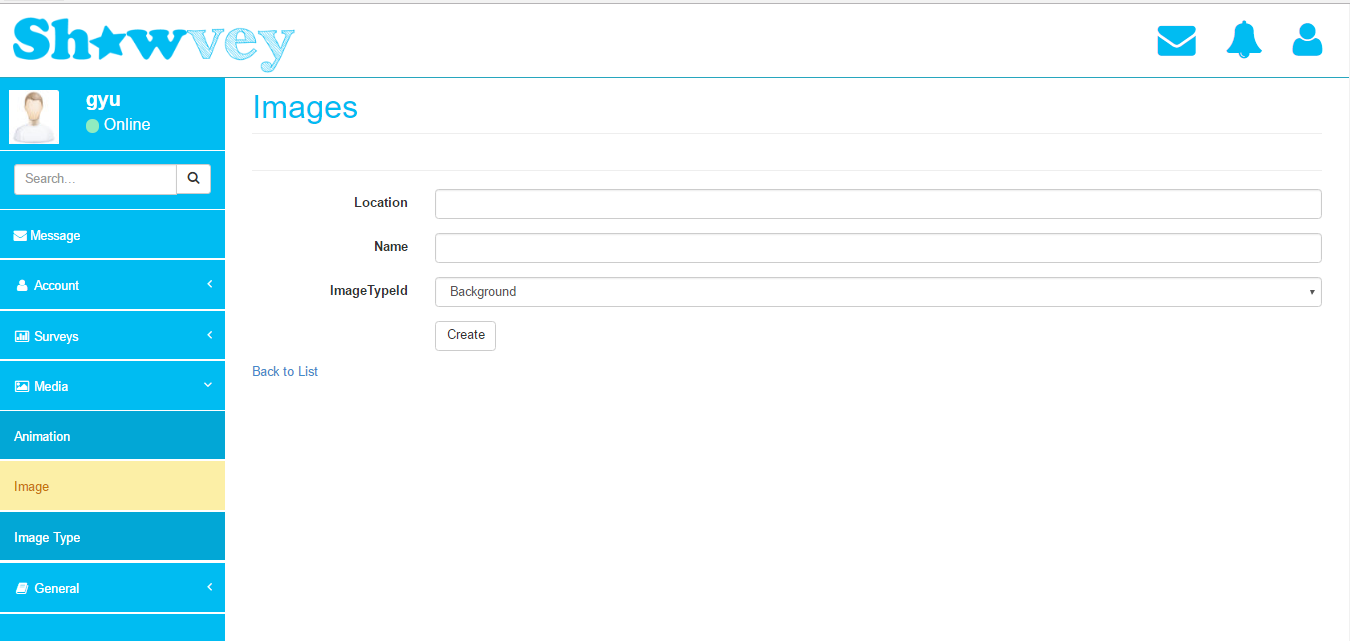 Sh★wvey
gyu
Online
Search...
Message
Account
Surveys
Media
Animation
Image
Image Type
General
Images
Location
Name
ImageTypeId
Background
Create
Back to List